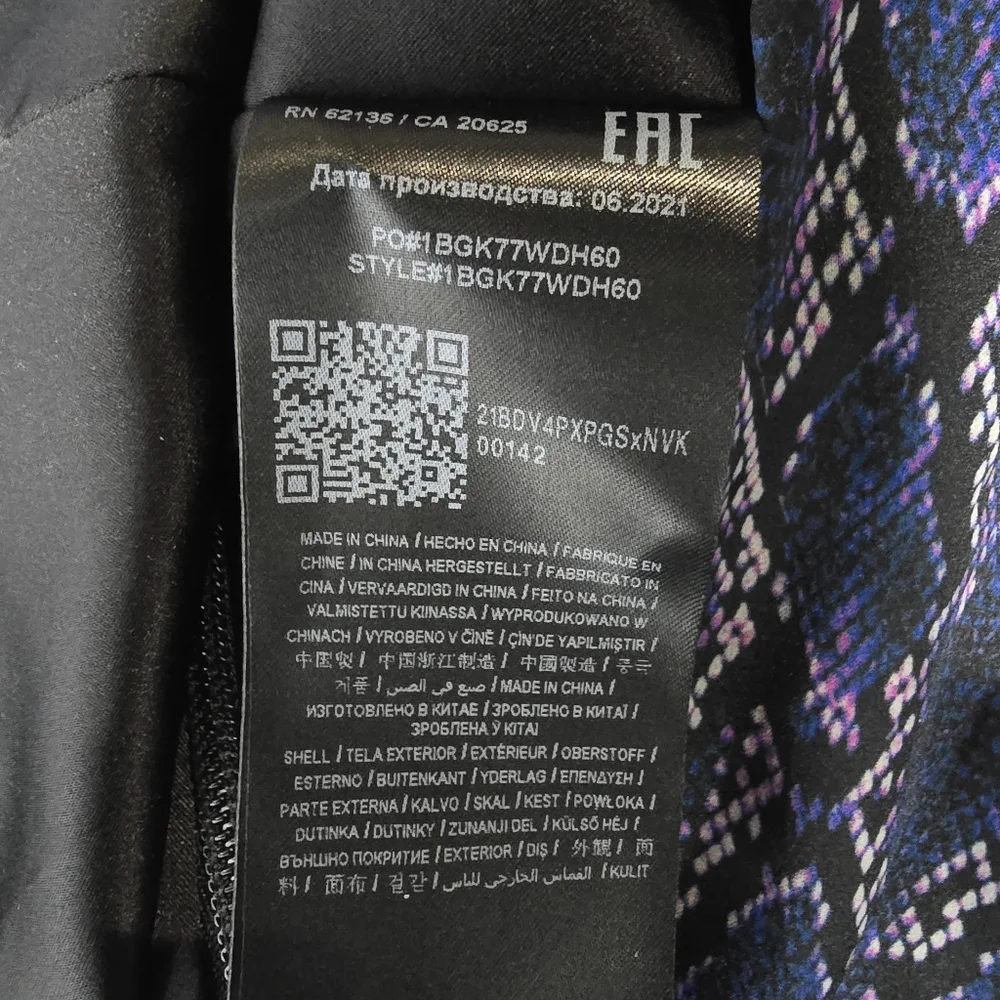 RN 62136 / CA 20625
EAC
Дата производства: 06.2021
PO#1BGK77WDH60
STYLE#1BGK77WDH60
21BDV4PXPGSxNVK
00142
MADE IN CHINA / HECHO EN CHINA / FABRIQUE EN
CHINE / IN CHINA HERGESTELLT / FABBRICATO IN
CINA / VERVAARDIGD IN CHINA / FEITO NA CHINA /
VALMISTETTU KIINASSA / WYPRODUKOWANO W
CHINACH / VYROBENO V ČÍNĚ / ÇİN'DE YAPILMIŞTIR /
中国製 / 中国浙江制造 / 中國製造 / 중국
제품 / صنع في الصين / MADE IN CHINA /
ИЗГОТОВЛЕНО В КИТАЕ / ЗРОБЛЕНО В КИТАЇ /
ЗРОБЛЕНА Ў КІТАІ
SHELL / TELA EXTERIOR / EXTÉRIEUR / OBERSTOFF /
ESTERNO / BUITENKANT / YDERLAG / ΕΠΕΝΔΥΣΗ /
PARTE EXTERNA / KALVO / SKAL / KEST / POWŁOKA /
DUTINKA / DUTINKY / ZUNANJI DEL / KÜLSŐ HÉJ /
ВЪНШНО ПОКРИТИЕ / EXTERIOR / DIŞ / 外観 / 面
料 / 面布 / 겉감 / القماش الخارجي للباس / KULIT